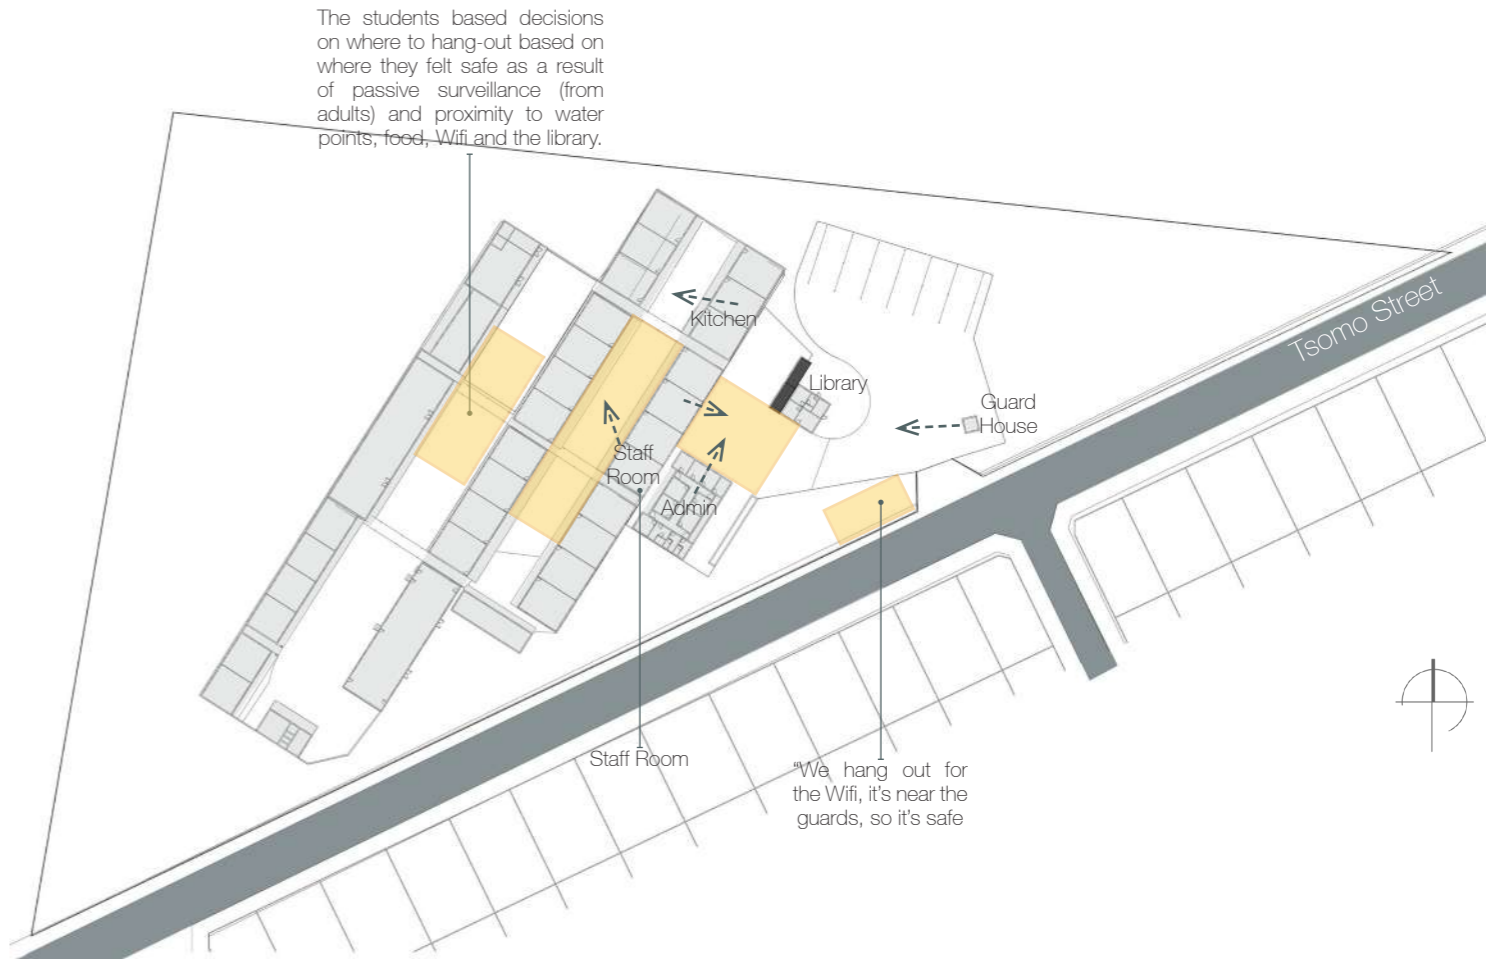 The students based decisions
on where to hang-out based on
where they felt safe as a result
of passive surveillance (from
adults) and proximity to water
points, food, Wifi and the library.
Tsomo Street
Kitchen
Library
Guard
House
Staff
Room
Admin
Staff Room
"We hang out for
the Wifi, it's near the
guards, so it's safe